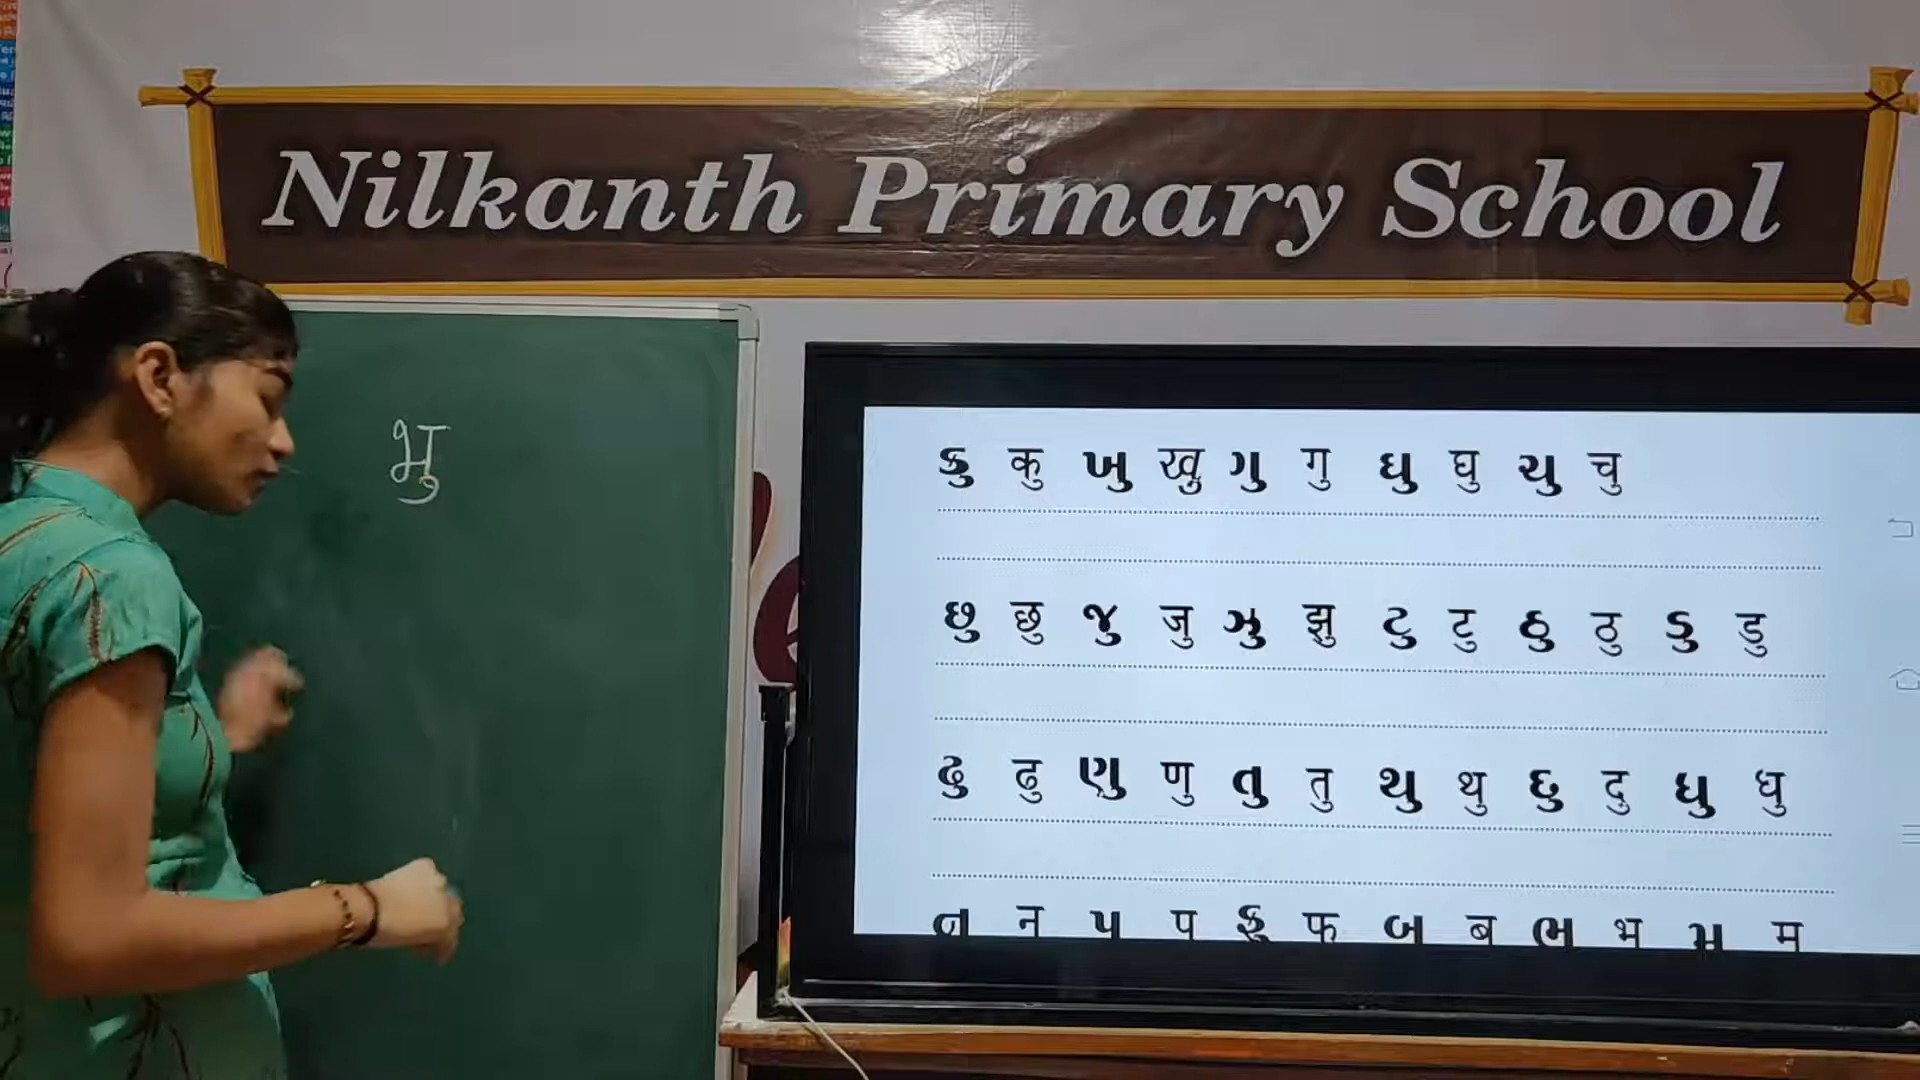 Nilkanth Primary School
भु
કુ कु ખુ खु ગુ गु ઘુ घु ચુ चु
છુ छु જુ जु ઝુ झु ટુ टु ઠુ ठु ડુ डु
ઢુ ढु ણુ णु તુ तु થુ थु દુ दु ધુ धु
ન न પ प ફ फ બ ब ભ भ મ म